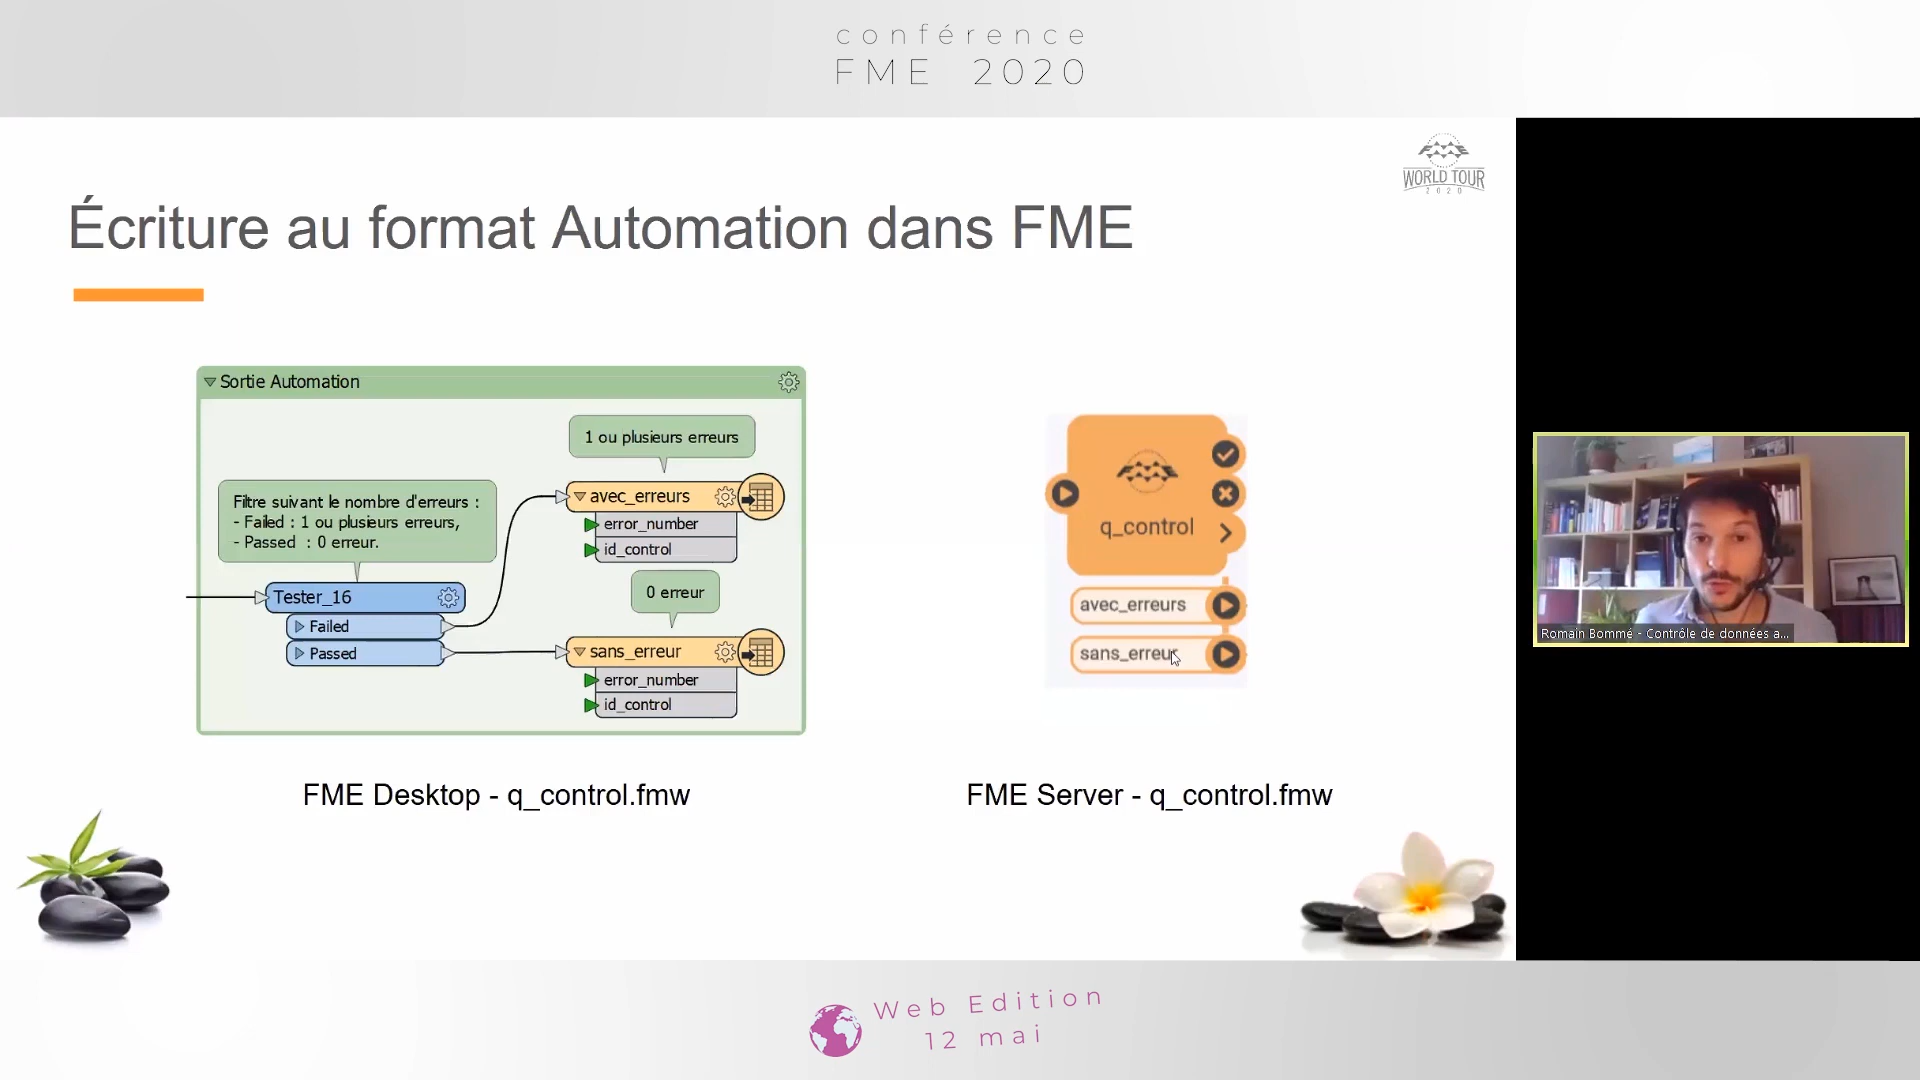 conférence
FME 2020
WORLD TOUR
2020
Écriture au format Automation dans FME
Sortie Automation
1 ou plusieurs erreurs
Filtre suivant le nombre d'erreurs :
- Failed : 1 ou plusieurs erreurs,
- Passed : 0 erreur.
avec_erreurs
error_number
id_control
0 erreur
Tester_16
Failed
Passed
sans_erreur
error_number
id_control
q_control
avec_erreurs
sans_erreur
FME Desktop - q_control.fmw
FME Server - q_control.fmw
Romain Bommé - Contrôle de données a...
Web Edition
12 mai